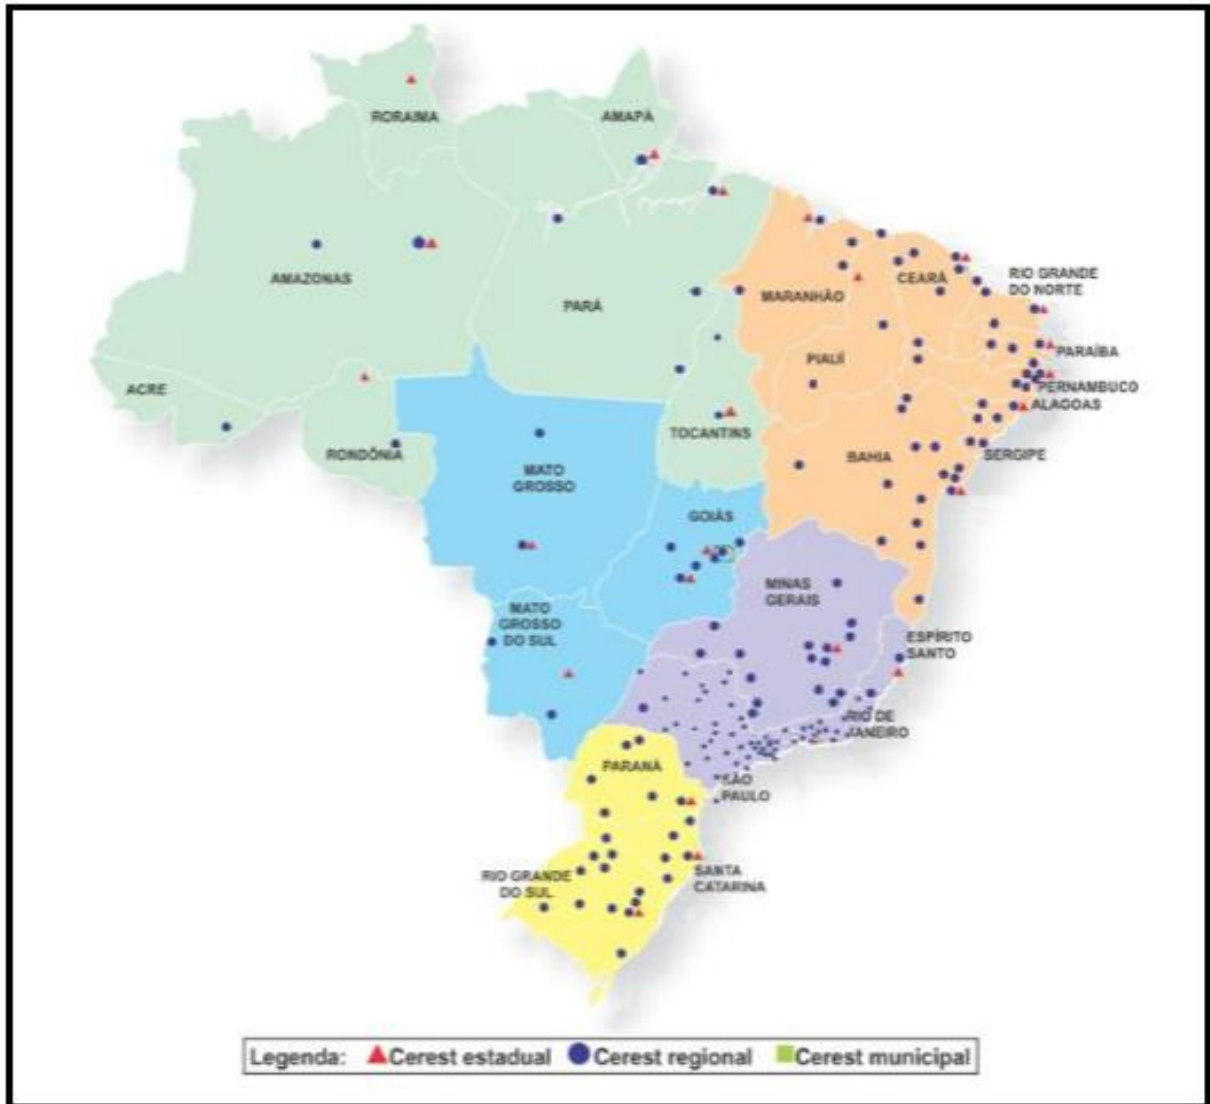 RORAIMA
AMAPÁ
AMAZONAS
PARÁ
MARANHÃO
CEARÁ
RIO GRANDE
DO NORTE
PIAUÍ
PARAÍBA
PERNAMBUCO
ALAGOAS
ACRE
RONDÔNIA
TOCANTINS
MATO
GROSSO
BAHIA
SERGIPE
GOIÁS
MINAS
GERAIS
MATO
GROSSO
DO SUL
ESPÍRITO
SANTO
RIO DE
JANEIRO
PARANÁ
SÃO
PAULO
RIO GRANDE
DO SUL
SANTA
CATARINA
Legenda: Cerest estadual Cerest regional Cerest municipal